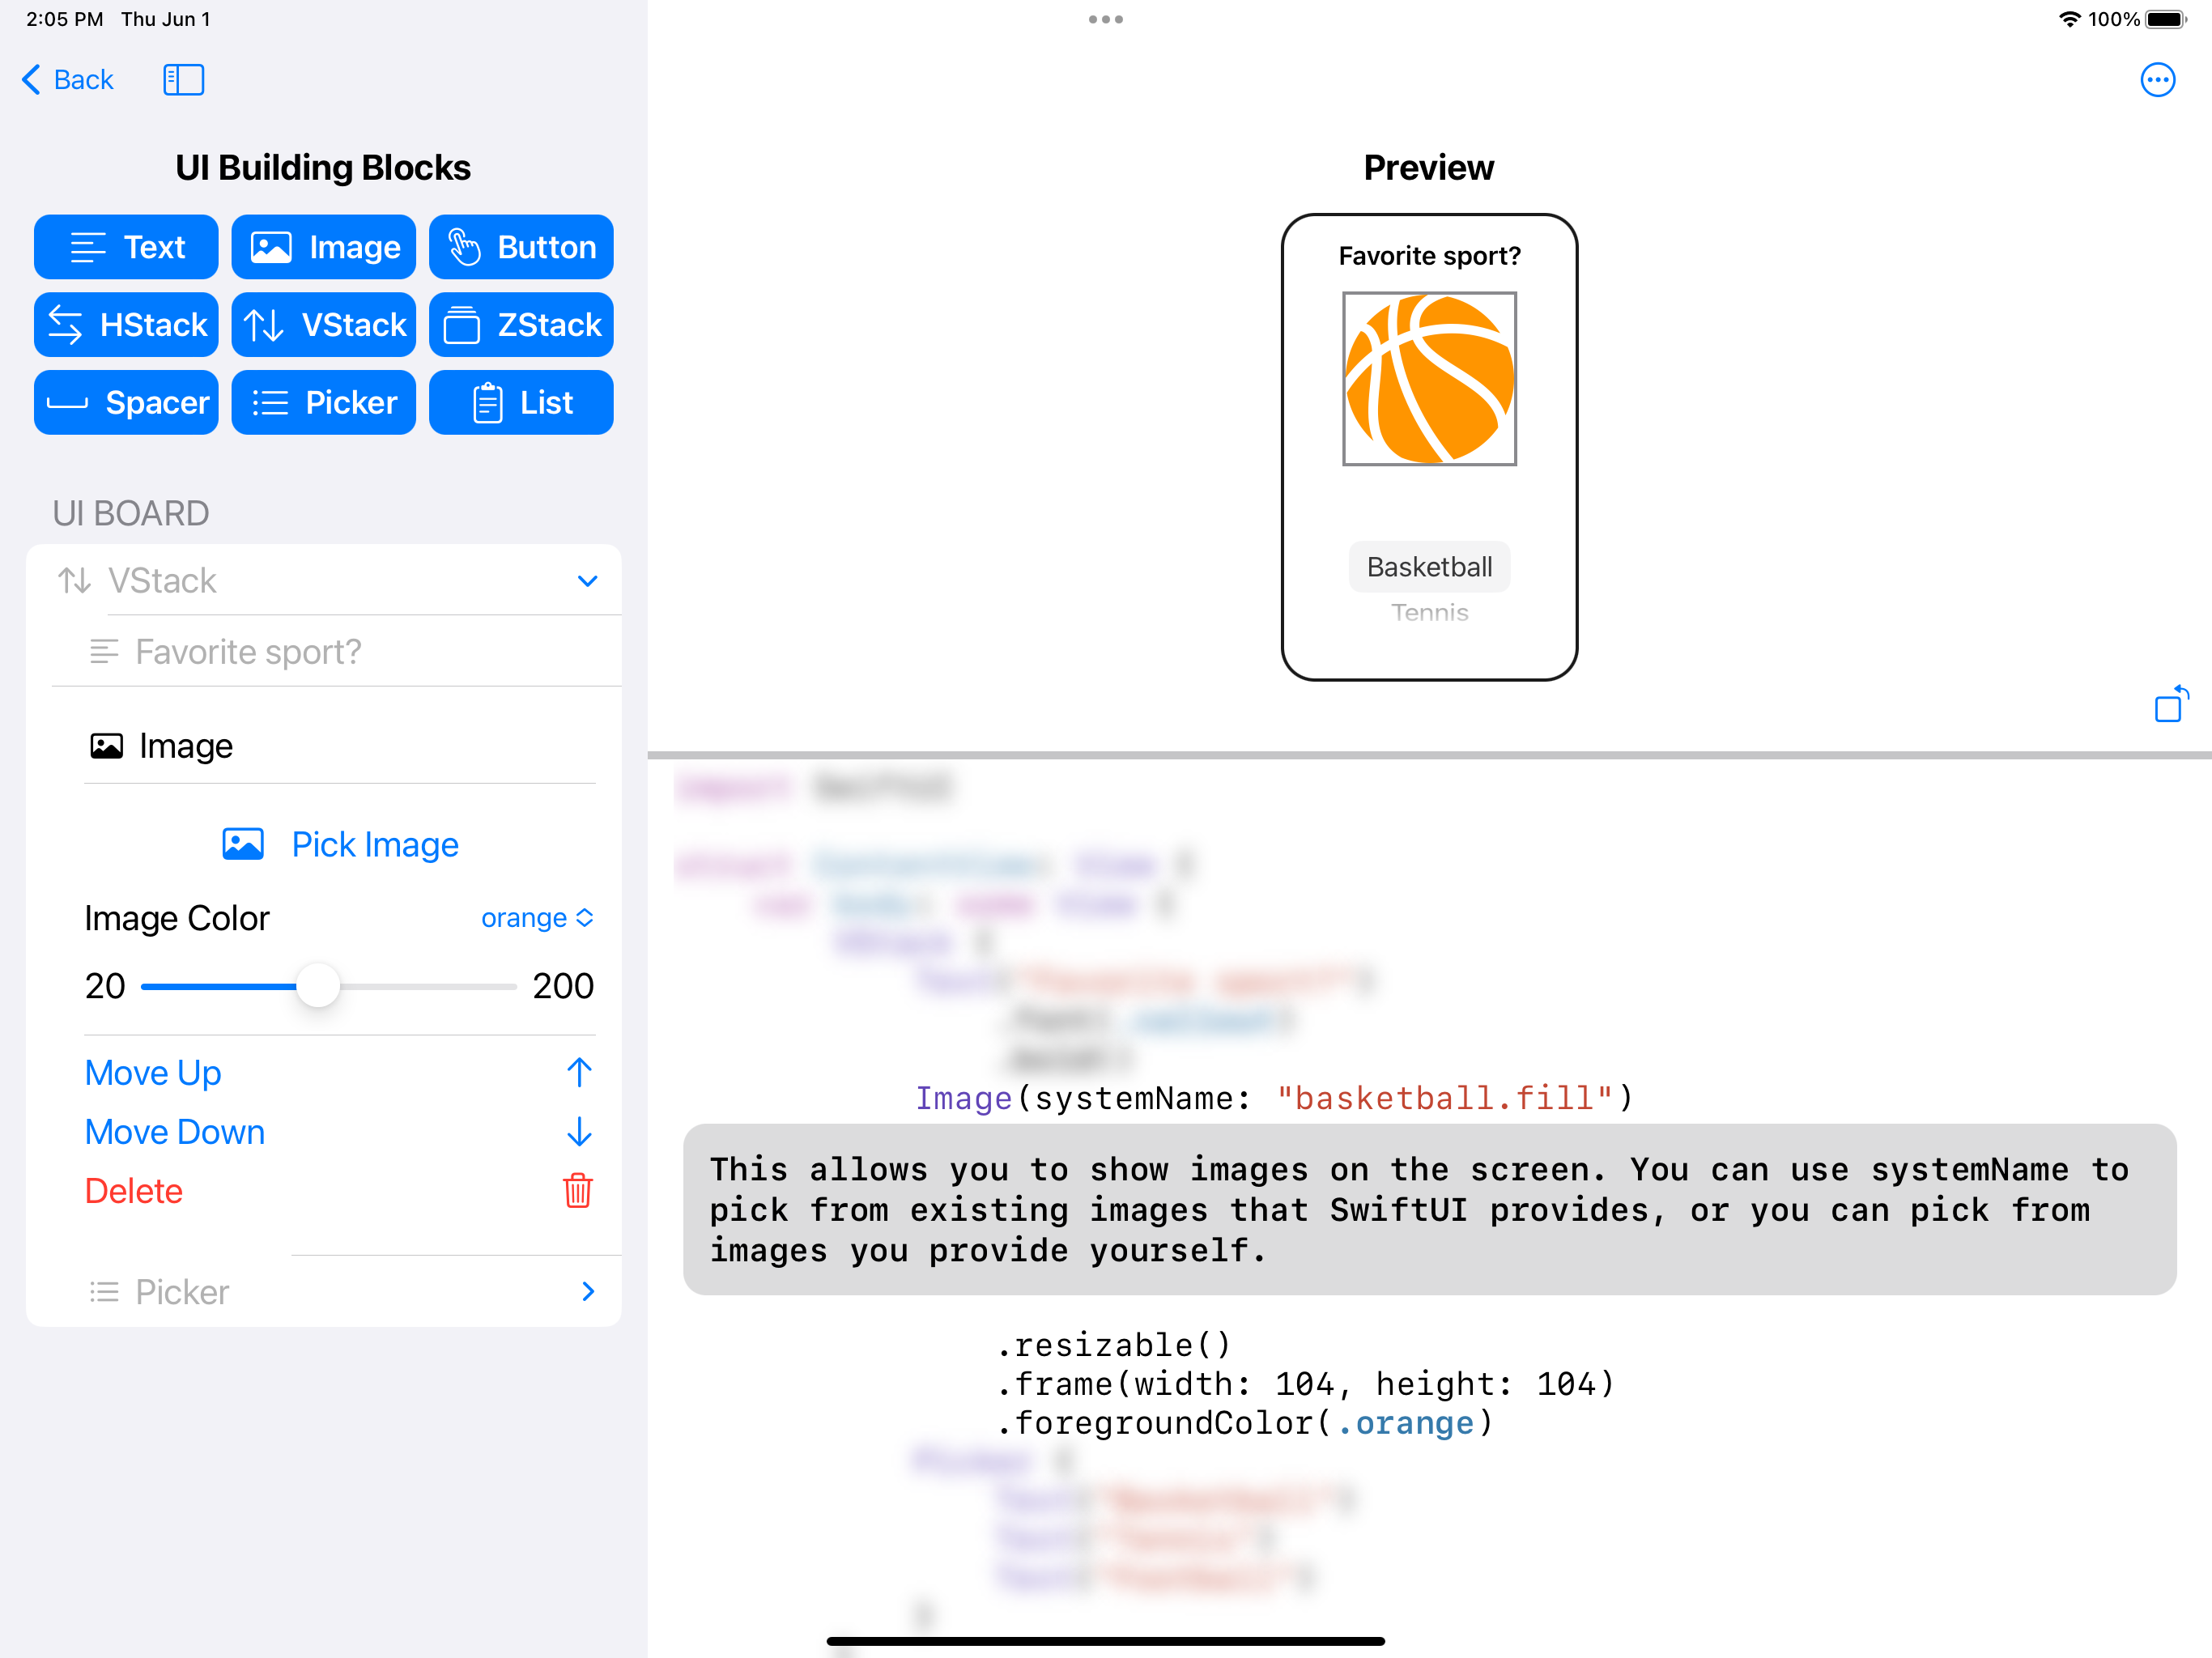 2:05 PM Thu Jun 1
100%
Back
UI Building Blocks
Text
Image
Button
HStack
VStack
ZStack
Spacer
Picker
List
UI BOARD
VStack
Favorite sport?
Image
Pick Image
Image Color
orange
20
200
Move Up
Move Down
Delete
Picker
Preview
Favorite sport?
Basketball
Tennis
Image(systemName: "basketball.fill")
This allows you to show images on the screen. You can use systemName to
pick from existing images that SwiftUI provides, or you can pick from
images you provide yourself.
.resizable()
.frame(width: 104, height: 104)
.foregroundColor(.orange)